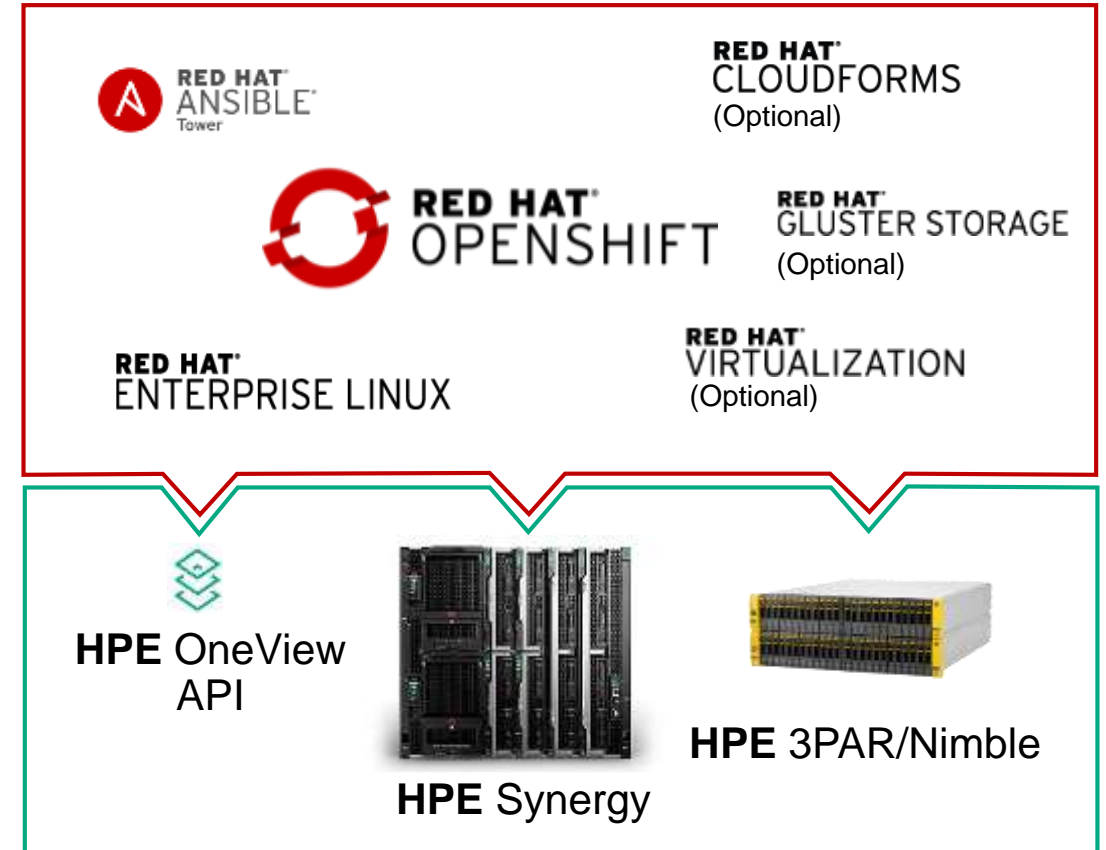 RED HAT®
ANSIBLE®
Tower
RED HAT®
CLOUDFORMS
(Optional)
RED HAT®
OPENSHIFT
RED HAT®
GLUSTER STORAGE
(Optional)
RED HAT®
ENTERPRISE LINUX
RED HAT®
VIRTUALIZATION
(Optional)
HPE OneView
API
HPE Synergy
HPE 3PAR/Nimble